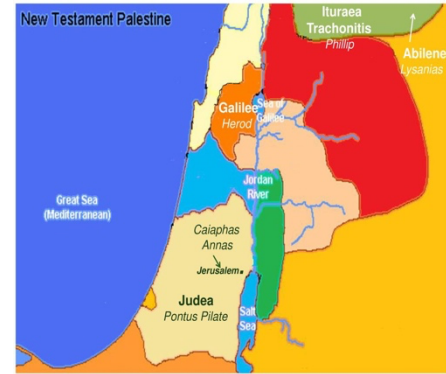 New Testament Palestine
Ituraea
Trachonitis
Phillip
Abilene
Lysanias
Galilee
Herod
Sea of
Galilee
Great Sea
(Mediterranean)
Jordan
River
Caiaphas
Annas
Jerusalem
Judea
Pontus Pilate
Salt
Sea